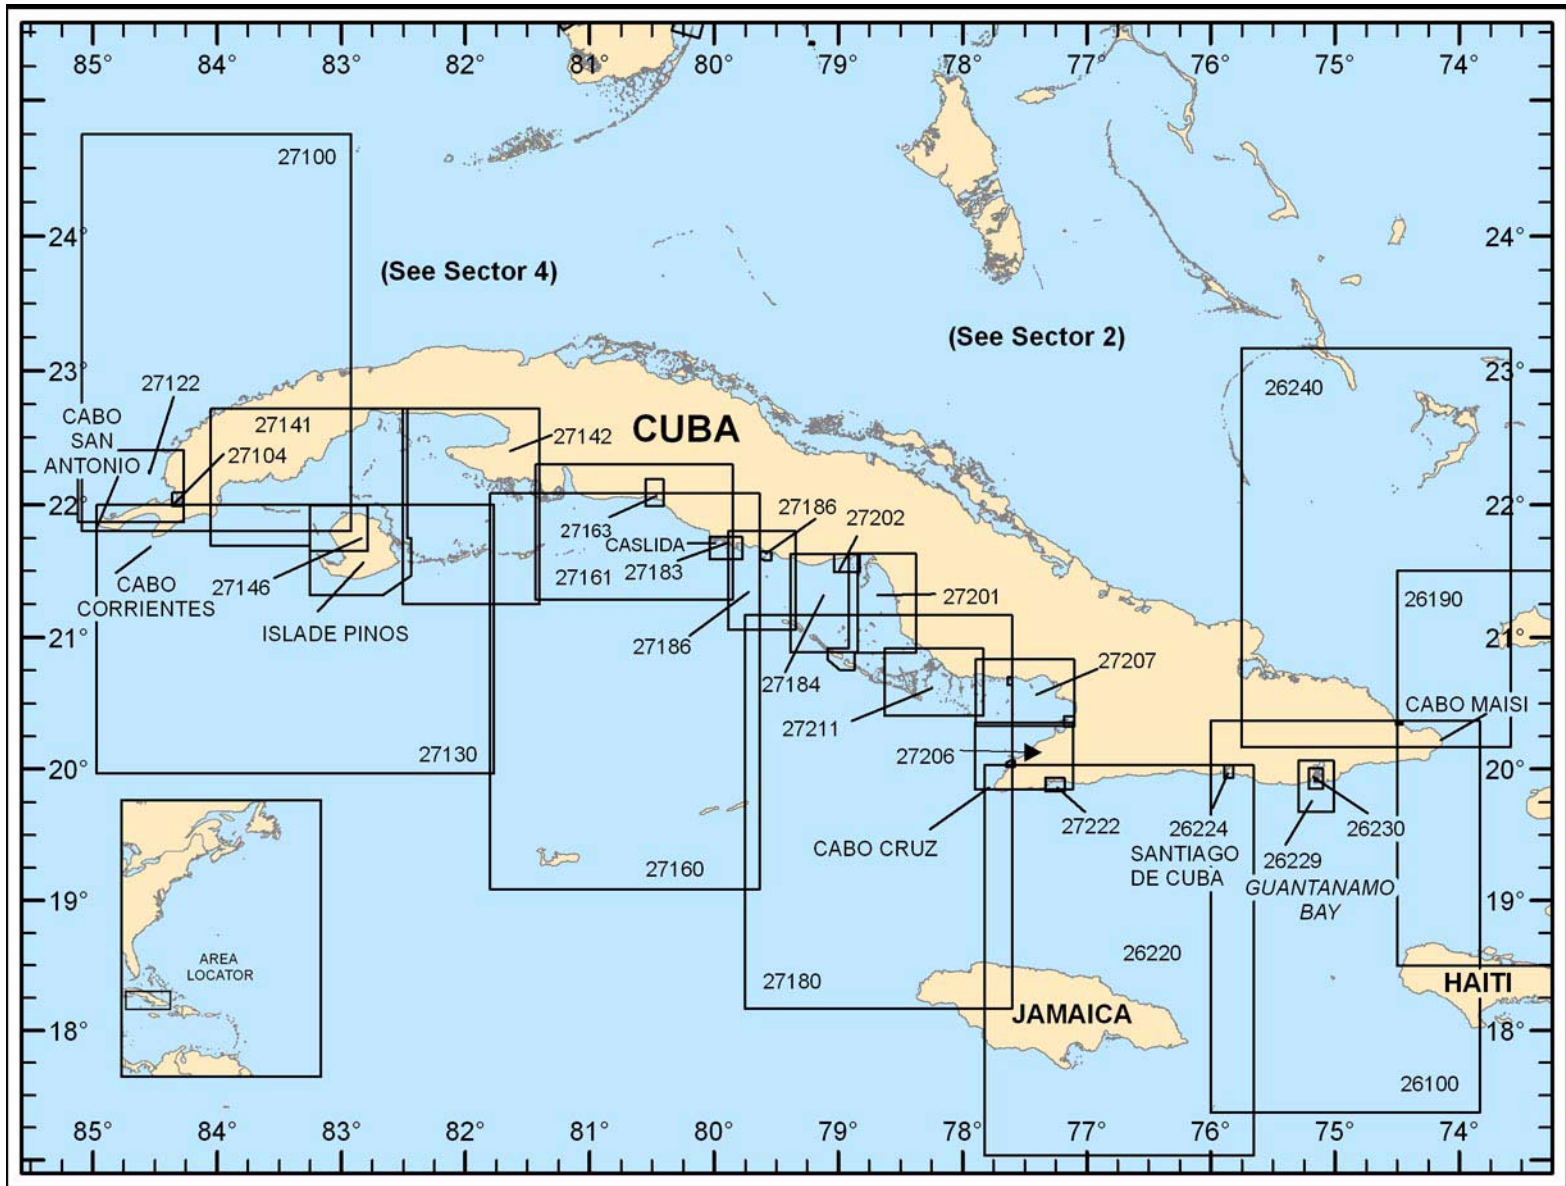 85° 84° 83° 82° 81° 80° 79° 78° 77° 76° 75° 74°
27100
24° 24°
(See Sector 4)
(See Sector 2)
23° 23°
27122
26240
CABO
SAN
ANTONIO
27141
CUBA
27142
27104
22° 22°
27186
27202
27163
CASLIDA
27161
27183
27146
CABO
CORRIENTES
27201
26190
ISLADE PINOS
21° 21°
27186
27207
27184
CABO MAISI
27211
27206
27130
20° 20°
27222
26224
26230
CABO CRUZ
SANTIAGO
DE CUBA
26229
GUANTANAMO
BAY
27160
19° 19°
AREA
LOCATOR
26220
27180
HAITI
JAMAICA
18° 18°
26100
85° 84° 83° 82° 81° 80° 79° 78° 77° 76° 75° 74°